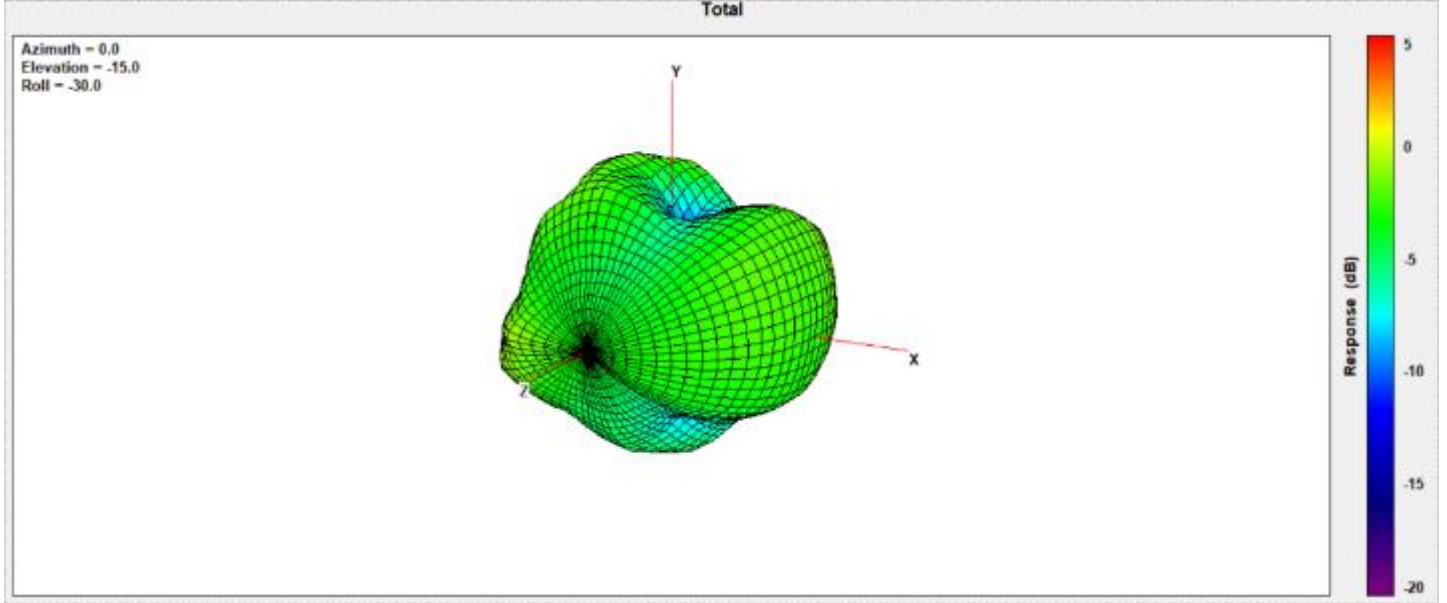 Total
Azimuth = 0.0
Elevation = -15.0
Roll = -30.0
Y
X
Z
5
0
-5
-10
-15
-20
Response (dB)